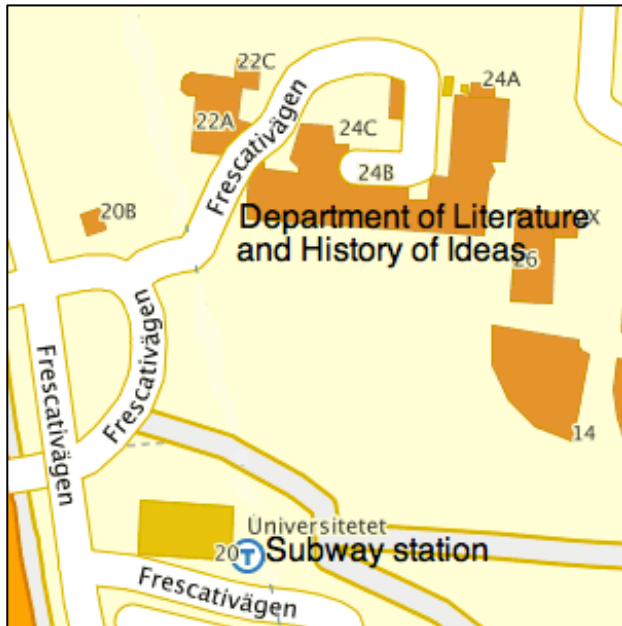 22C
24A
22A
24C
24B
Frescativägen
20B
Department of Literature
and History of Ideas
X
26
Frescativägen
Frescativägen
14
Universitetet
20
T
Subway station
Frescativägen